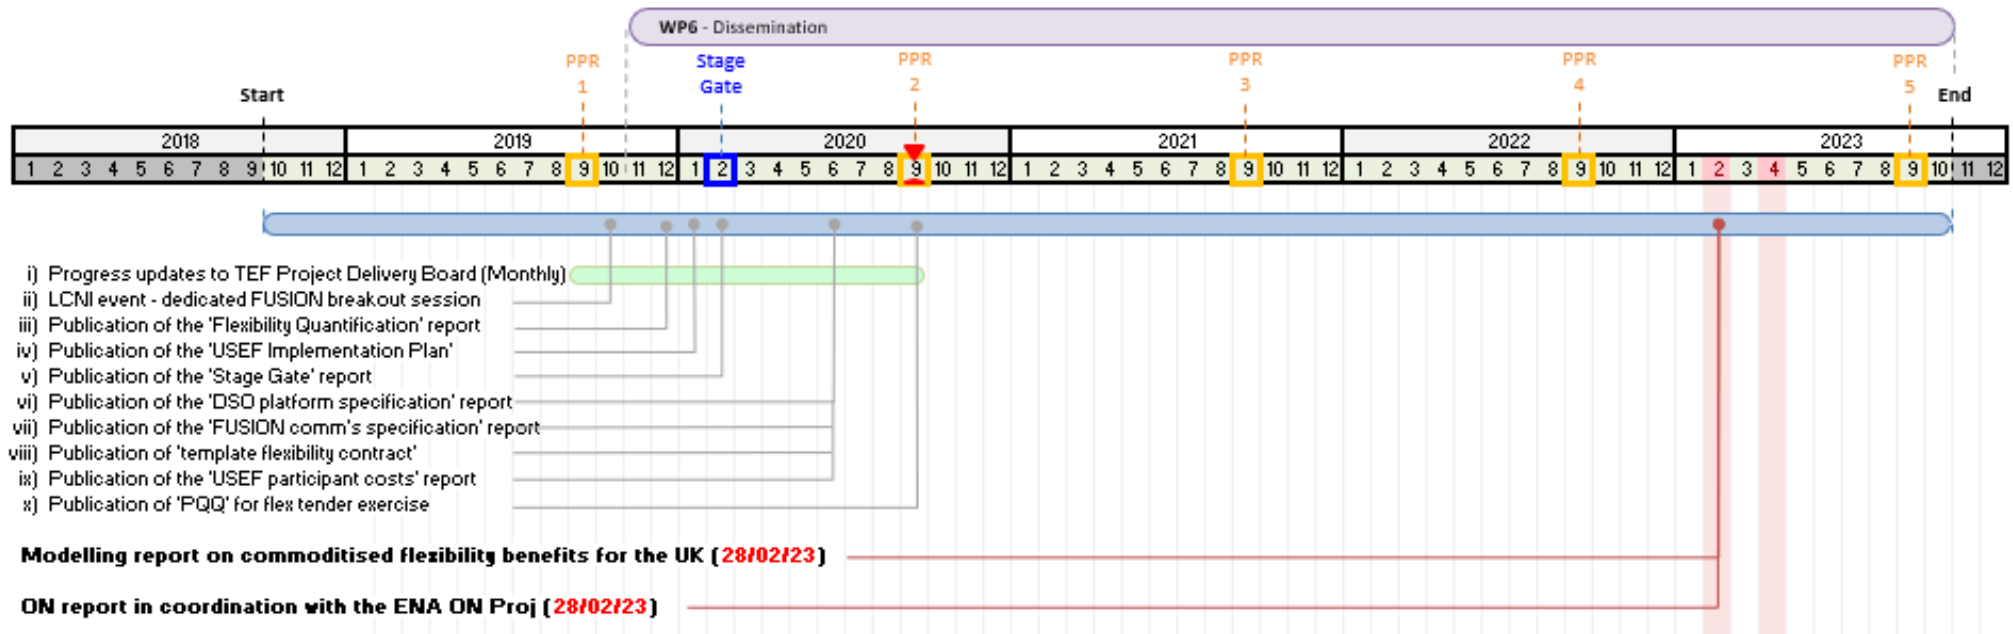 WP6 - Dissemination
PPR 1
Stage Gate
PPR 2
PPR 3
PPR 4
PPR 5
Start
End
2018 2019 2020 2021 2022 2023
1 2 3 4 5 6 7 8 9 10 11 12 1 2 3 4 5 6 7 8 9 10 11 12 1 2 3 4 5 6 7 8 9 10 11 12 1 2 3 4 5 6 7 8 9 10 11 12 1 2 3 4 5 6 7 8 9 10 11 12 1 2 3 4 5 6 7 8 9 10 11 12
i) Progress updates to TEF Project Delivery Board (Monthly)
ii) LCNI event - dedicated FUSION breakout session
iii) Publication of the 'Flexibility Quantification' report
iv) Publication of the 'USEF Implementation Plan'
v) Publication of the 'Stage Gate' report
vi) Publication of the 'DSO platform specification' report
vii) Publication of the 'FUSION comm's specification' report
viii) Publication of 'template flexibility contract'
ix) Publication of the 'USEF participant costs' report
x) Publication of 'PQQ' for flex tender exercise
Modelling report on commoditised flexibility benefits for the UK (28/02/23)
ON report in coordination with the ENA ON Proj (28/02/23)